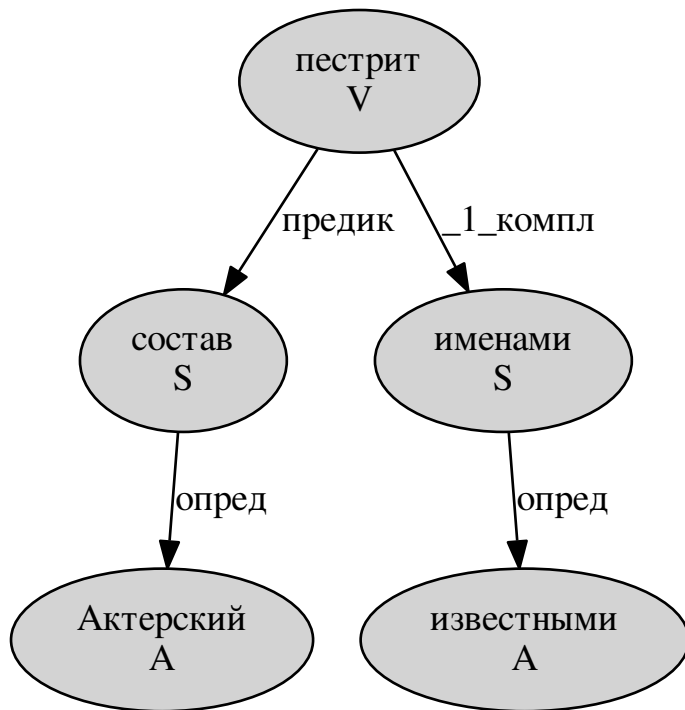 пестрит
V
предик
_1_компл
состав
S
именами
S
опред
опред
Актерский
A
известными
A